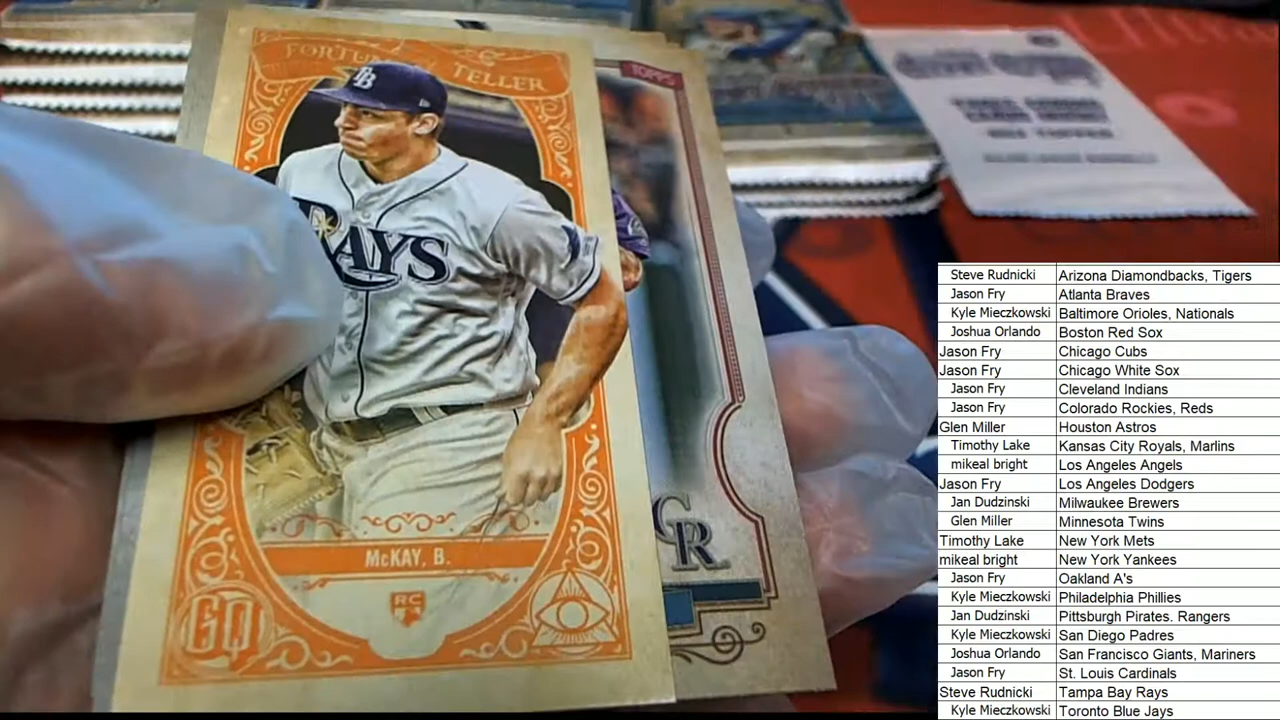 FORTUNE TELLER
TB
RAYS
McKAY, B.
RC
GQ
TOPPS
CR
Steve Rudnicki Arizona Diamondbacks, Tigers
Jason Fry Atlanta Braves
Kyle Mieczkowski Baltimore Orioles, Nationals
Joshua Orlando Boston Red Sox
Jason Fry Chicago Cubs
Jason Fry Chicago White Sox
Jason Fry Cleveland Indians
Jason Fry Colorado Rockies, Reds
Glen Miller Houston Astros
Timothy Lake Kansas City Royals, Marlins
mikeal bright Los Angeles Angels
Jason Fry Los Angeles Dodgers
Jan Dudzinski Milwaukee Brewers
Glen Miller Minnesota Twins
Timothy Lake New York Mets
mikeal bright New York Yankees
Jason Fry Oakland A's
Kyle Mieczkowski Philadelphia Phillies
Jan Dudzinski Pittsburgh Pirates. Rangers
Kyle Mieczkowski San Diego Padres
Joshua Orlando San Francisco Giants, Mariners
Jason Fry St. Louis Cardinals
Steve Rudnicki Tampa Bay Rays
Kyle Mieczkowski Toronto Blue Jays